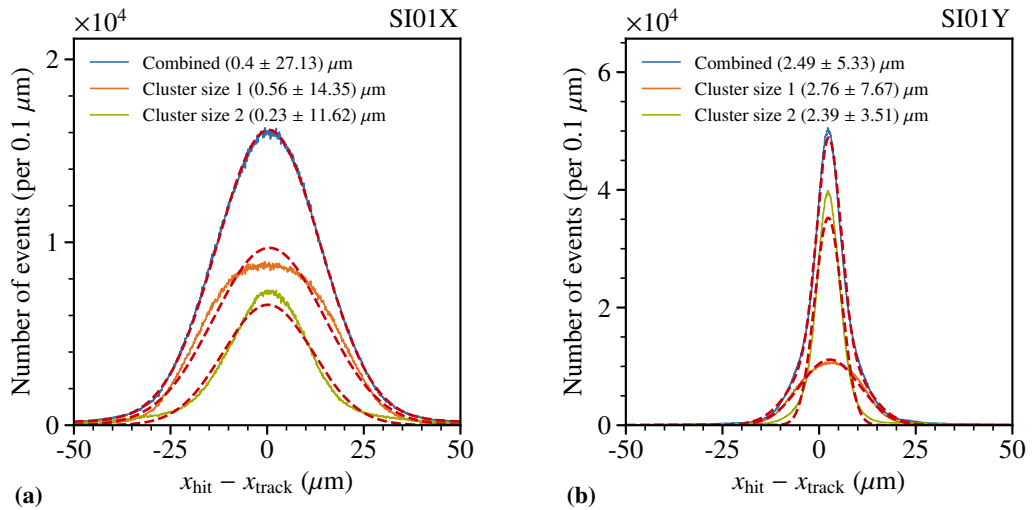 ×10⁴ SI01X
Combined (0.4 ± 27.13) μm
Cluster size 1 (0.56 ± 14.35) μm
Cluster size 2 (0.23 ± 11.62) μm
Number of events (per 0.1 μm)
2
1
0
-50 -25 0 25 50
x_hit − x_track (μm)
(a)
×10⁴ SI01Y
Combined (2.49 ± 5.33) μm
Cluster size 1 (2.76 ± 7.67) μm
Cluster size 2 (2.39 ± 3.51) μm
Number of events (per 0.1 μm)
6
4
2
0
-50 -25 0 25 50
x_hit − x_track (μm)
(b)